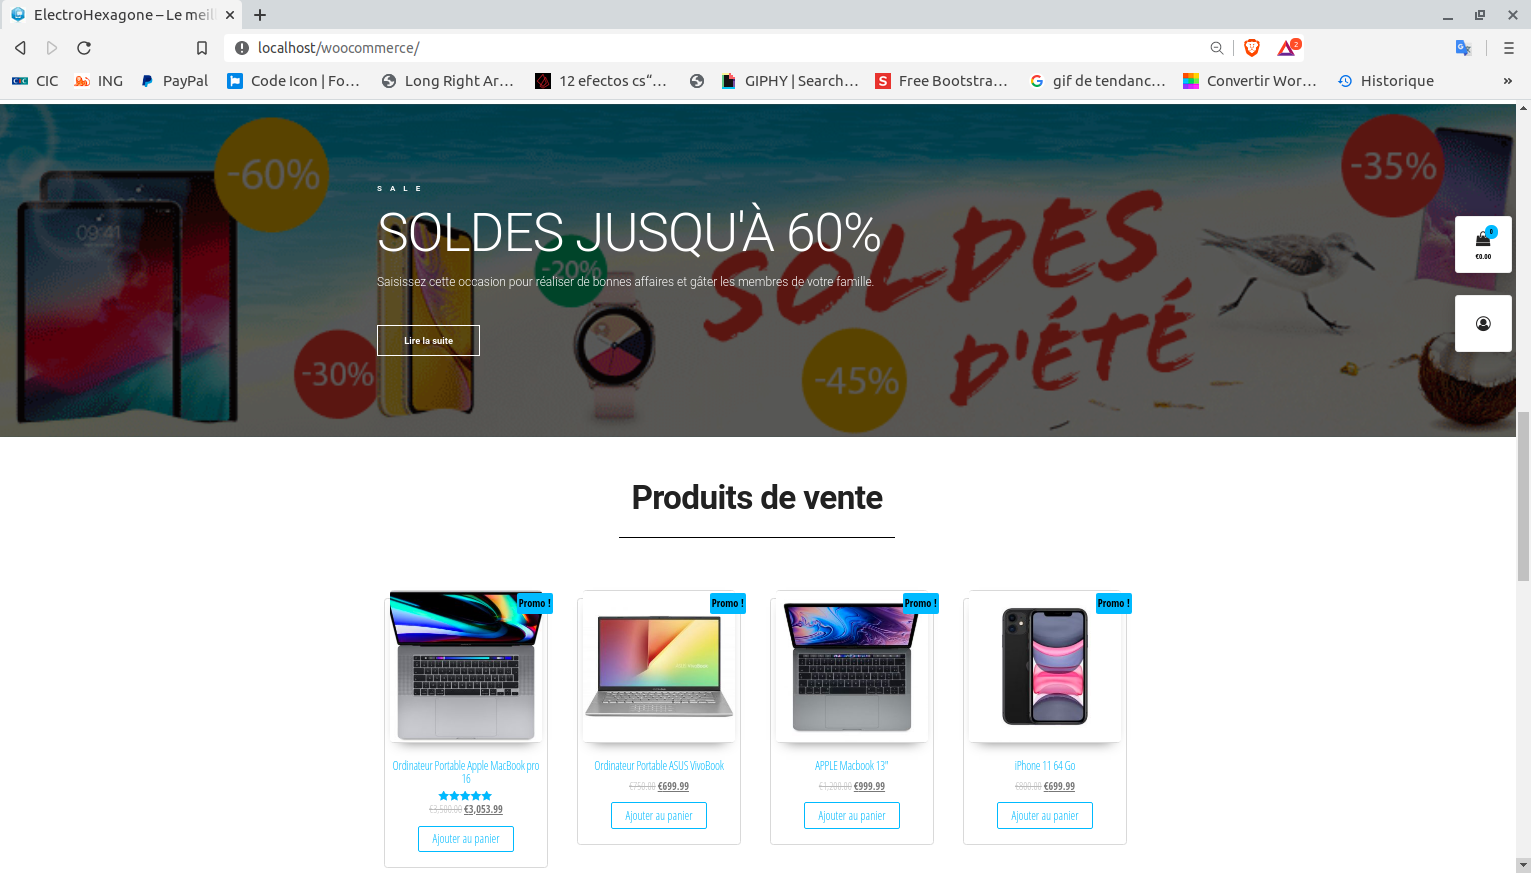 ElectroHexagone – Le meill
localhost/woocommerce/
2
CIC
ING
PayPal
Code Icon | Fo…
Long Right Ar…
12 efectos cs“…
GIPHY | Search…
Free Bootstra…
gif de tendanc…
Convertir Wor…
Historique
»
-60%
-35%
09:41
SALE
SOLDES JUSQU'À 60%
-20%
Saisissez cette occasion pour réaliser de bonnes affaires et gâter les membres de votre famille.
SOLDES
D'ÉTÉ
Lire la suite
-30%
-45%
0
€0.00
Produits de vente
Promo !
Promo !
Promo !
Promo !
Ordinateur Portable Apple MacBook pro
16
€3,500.00 €3,053.99
Ajouter au panier
Ordinateur Portable ASUS VivoBook
€750.00 €699.99
Ajouter au panier
APPLE Macbook 13"
€1,200.00 €999.99
Ajouter au panier
iPhone 11 64 Go
€800.00 €699.99
Ajouter au panier